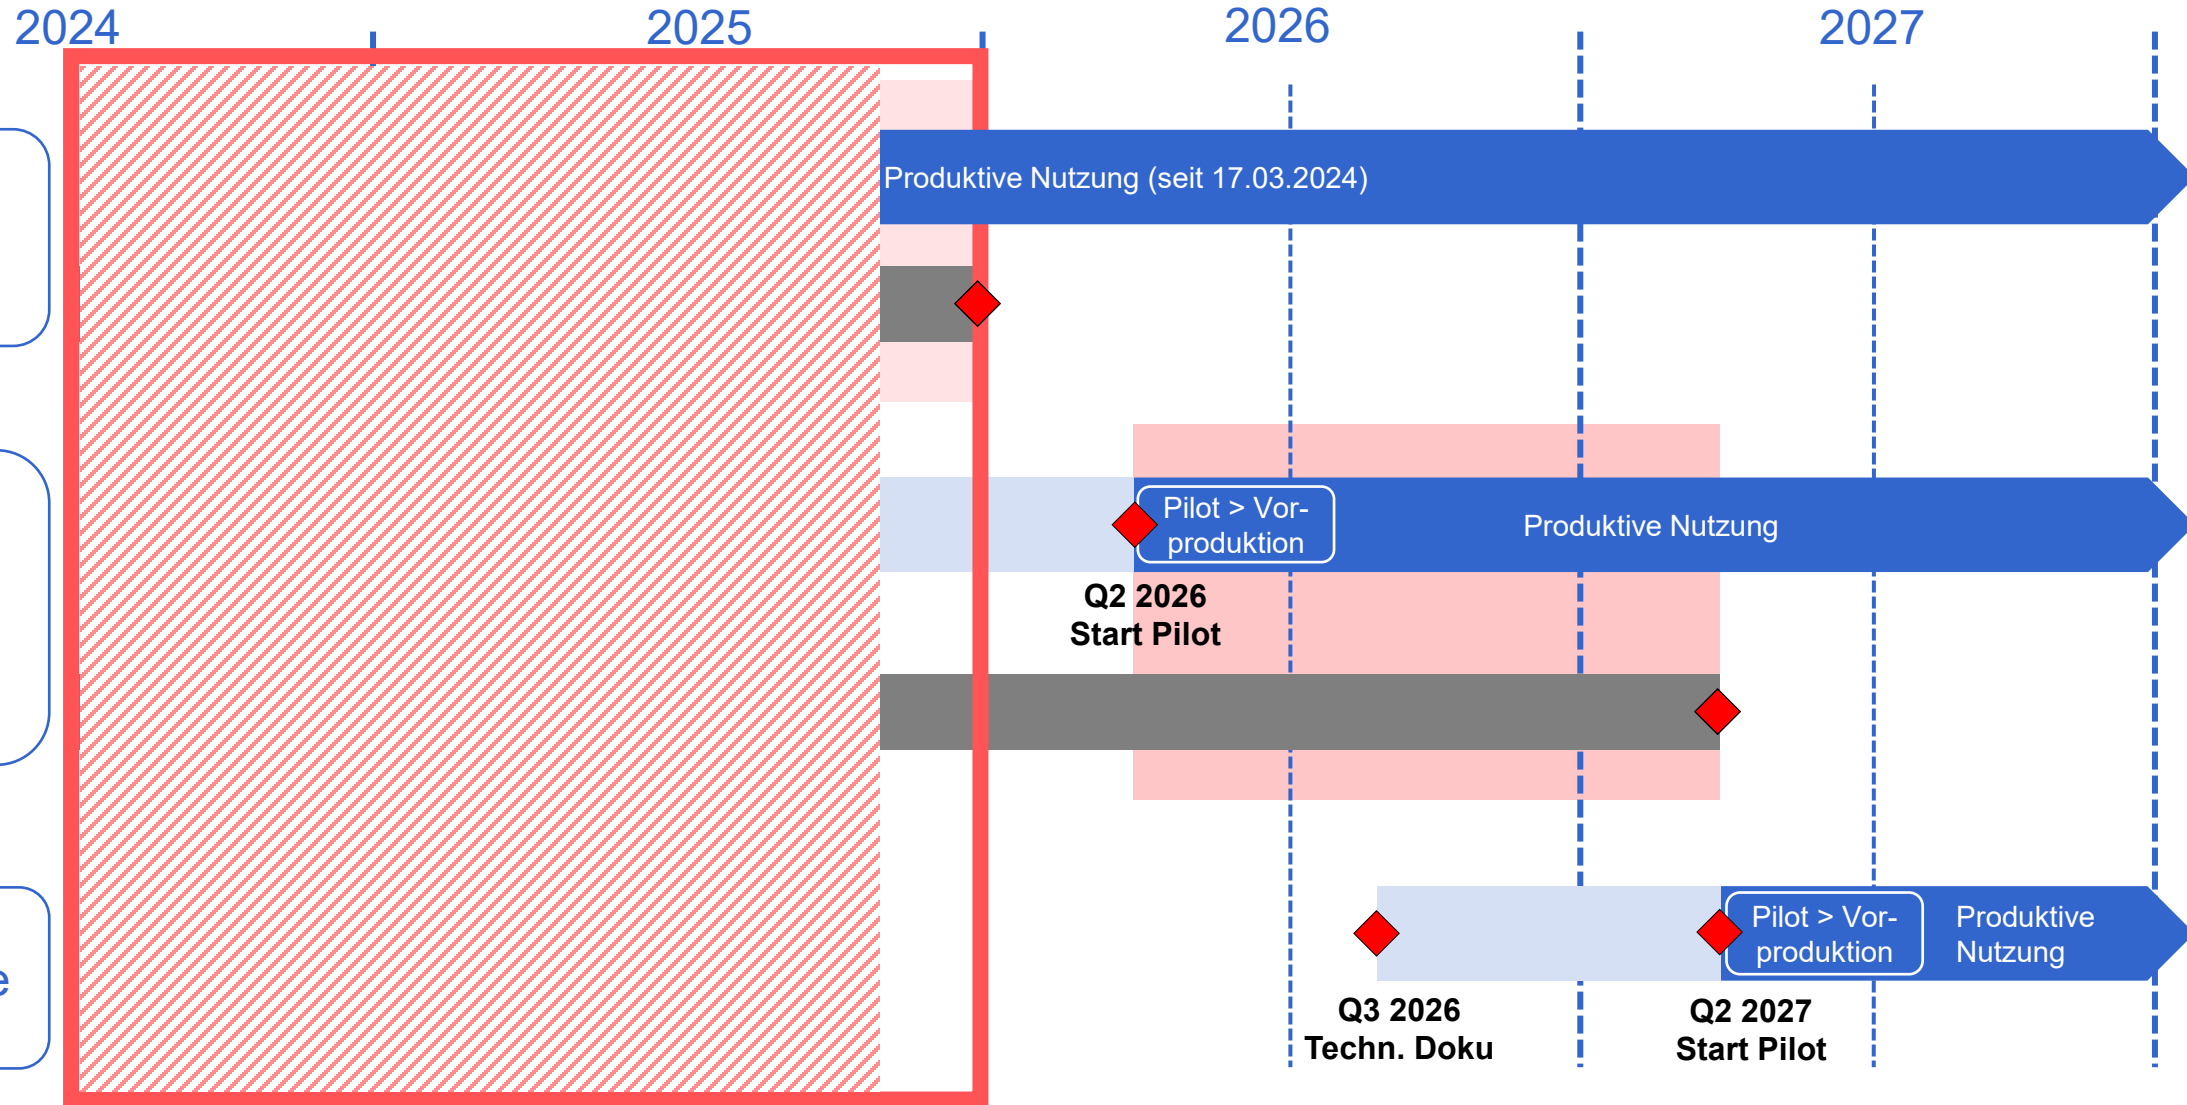 2024
2025
2026
2027
Produktive Nutzung (seit 17.03.2024)
Pilot > Vor-
produktion
Produktive Nutzung
Q2 2026
Start Pilot
Pilot > Vor-
produktion
Produktive
Nutzung
e
Q3 2026
Techn. Doku
Q2 2027
Start Pilot